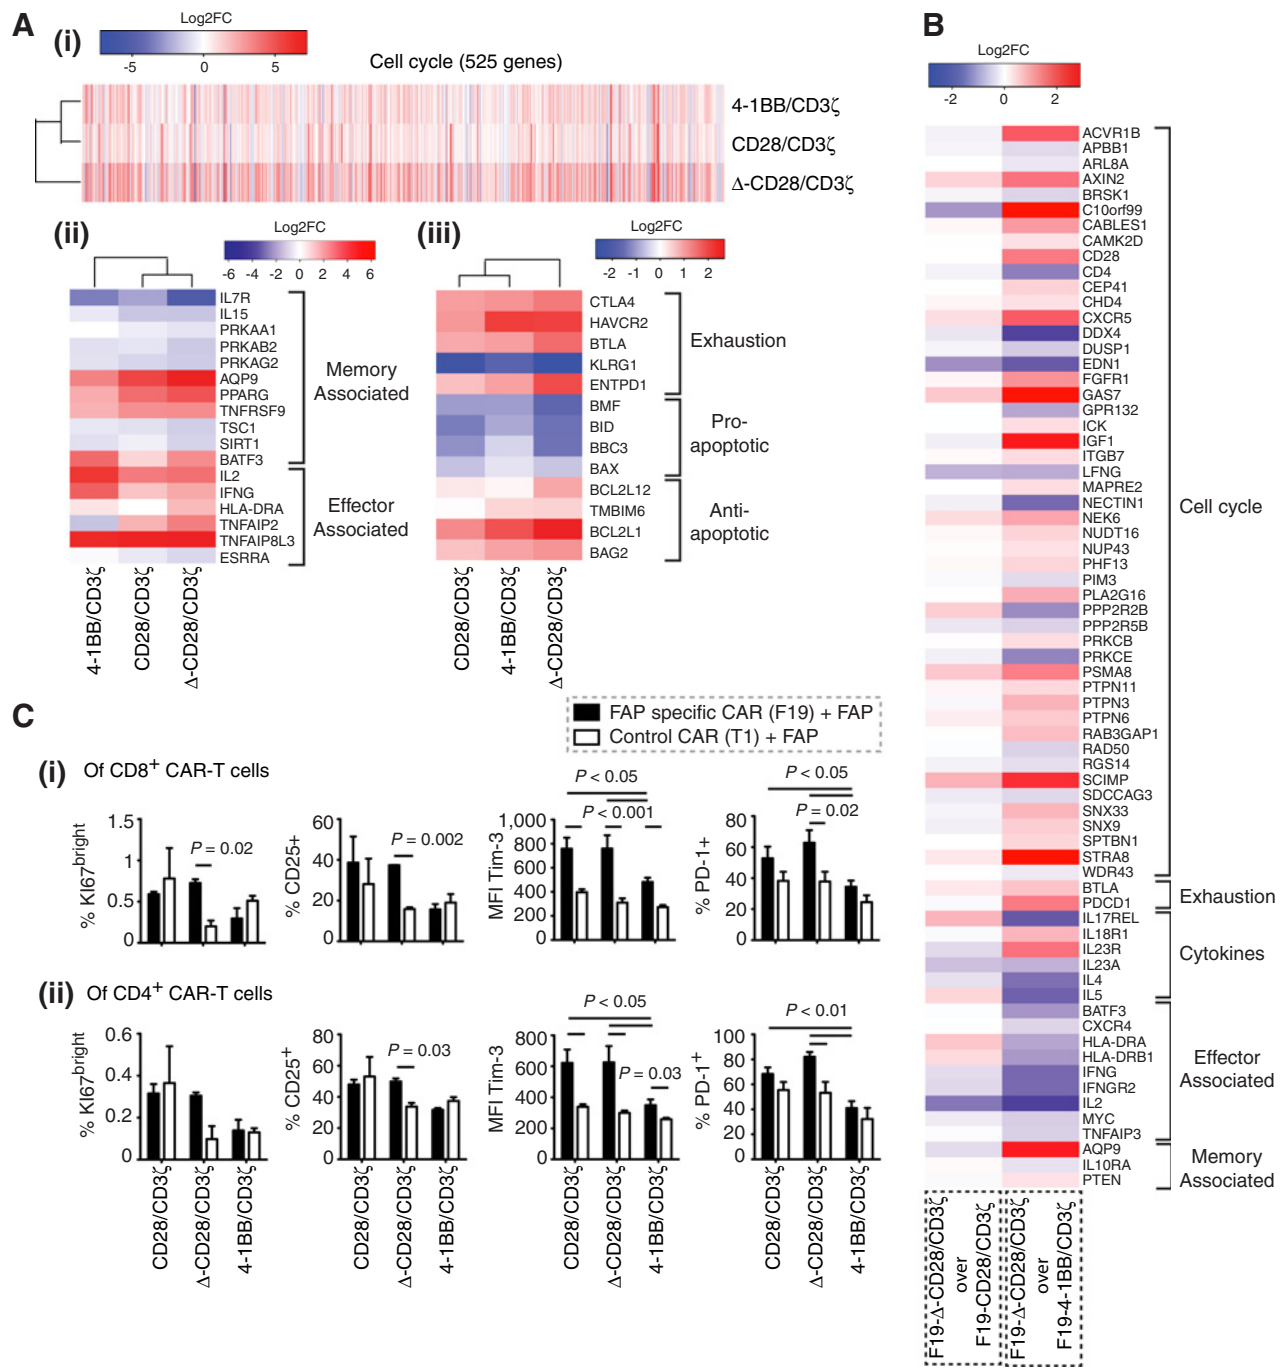 A
(i)
Log2FC
-5
0
5
Cell cycle (525 genes)
4-1BB/CD3ζ
CD28/CD3ζ
Δ-CD28/CD3ζ
(ii)
Log2FC
-6 -4 -2 0 2 4 6
IL7R
IL15
PRKAA1
PRKAB2
PRKAG2
AQP9
PPARG
TNFRSF9
TSC1
SIRT1
BATF3
IL2
IFNG
HLA-DRA
TNFAIP2
TNFAIP8L3
ESRRA
Memory
Associated
Effector
Associated
4-1BB/CD3ζ
CD28/CD3ζ
Δ-CD28/CD3ζ
(iii)
Log2FC
-2 -1 0 1 2
CTLA4
HAVCR2
BTLA
KLRG1
ENTPD1
BMF
BID
BBC3
BAX
BCL2L12
TMBIM6
BCL2L1
BAG2
Exhaustion
Pro-
apoptotic
Anti-
apoptotic
CD28/CD3ζ
4-1BB/CD3ζ
Δ-CD28/CD3ζ
B
Log2FC
-2 0 2
ACVR1B
APBB1
ARL8A
AXIN2
BRSK1
C10orf99
CABLES1
CAMK2D
CD28
CD4
CEP41
CHD4
CXCR5
DDX4
DUSP1
EDN1
FGFR1
GAS7
GPR132
ICK
IGF1
ITGB7
LFNG
MAPRE2
NECTIN1
NEK6
NUDT16
NUP43
PHF13
PIM3
PLA2G16
PPP2R2B
PPP2R5B
PRKCB
PRKCE
PSMA8
PTPN11
PTPN3
PTPN6
RAB3GAP1
RAD50
RGS14
SCIMP
SDCCAG3
SNX33
SNX9
SPTBN1
STRA8
WDR43
BTLA
PDCD1
IL17REL
IL18R1
IL23R
IL23A
IL4
IL5
BATF3
CXCR4
HLA-DRA
HLA-DRB1
IFNG
IFNGR2
IL2
MYC
TNFAIP3
AQP9
IL10RA
PTEN
Cell cycle
Exhaustion
Cytokines
Effector
Associated
Memory
Associated
F19-Δ-CD28/CD3ζ
over
F19-CD28/CD3ζ
F19-Δ-CD28/CD3ζ
over
F19-4-1BB/CD3ζ
C
FAP specific CAR (F19) + FAP
Control CAR (T1) + FAP
(i)
Of CD8+ CAR-T cells
% KI67bright
1.5
1.0
0.5
0
P = 0.02
% CD25+
60
40
20
0
P = 0.002
MFI Tim-3
1,000
800
600
400
200
0
P < 0.05
P < 0.001
% PD-1+
80
60
40
20
0
P < 0.05
P = 0.02
(ii)
Of CD4+ CAR-T cells
% KI67bright
0.6
0.4
0.2
0
% CD25+
80
60
40
20
0
P = 0.03
MFI Tim-3
800
600
400
200
0
P < 0.05
P = 0.03
% PD-1+
100
80
60
40
20
0
P < 0.01
CD28/CD3ζ
Δ-CD28/CD3ζ
4-1BB/CD3ζ
CD28/CD3ζ
Δ-CD28/CD3ζ
4-1BB/CD3ζ
CD28/CD3ζ
Δ-CD28/CD3ζ
4-1BB/CD3ζ
CD28/CD3ζ
Δ-CD28/CD3ζ
4-1BB/CD3ζ